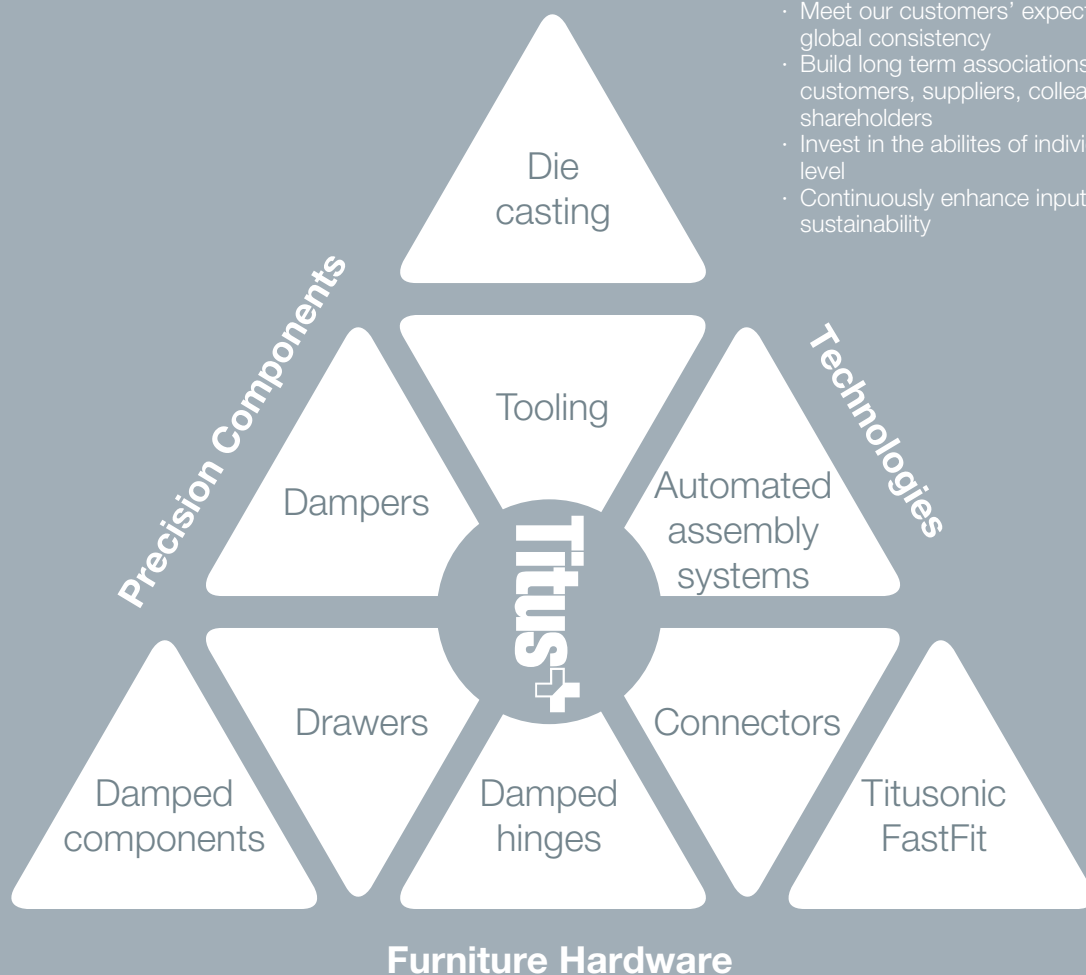 · Meet our customers’ expect
global consistency
· Build long term associations
customers, suppliers, collea
shareholders
· Invest in the abilites of indivi
level
· Continuously enhance input
sustainability
Die
casting
Precision Components
Technologies
Tooling
Dampers
Automated
assembly
systems
Titus+
Drawers
Connectors
Damped
components
Damped
hinges
Titusonic
FastFit
Furniture Hardware